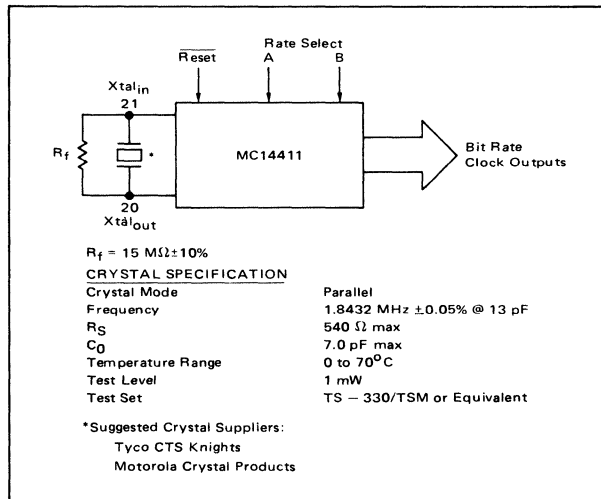 Rate Select
Reset A B
Xtalin
21
Rf * MC14411 Bit Rate
Clock Outputs
20
Xtalout
Rf = 15 MΩ±10%
CRYSTAL SPECIFICATION
Crystal Mode Parallel
Frequency 1.8432 MHz ±0.05% @ 13 pF
RS 540 Ω max
C0 7.0 pF max
Temperature Range 0 to 70°C
Test Level 1 mW
Test Set TS – 330/TSM or Equivalent
*Suggested Crystal Suppliers:
Tyco CTS Knights
Motorola Crystal Products